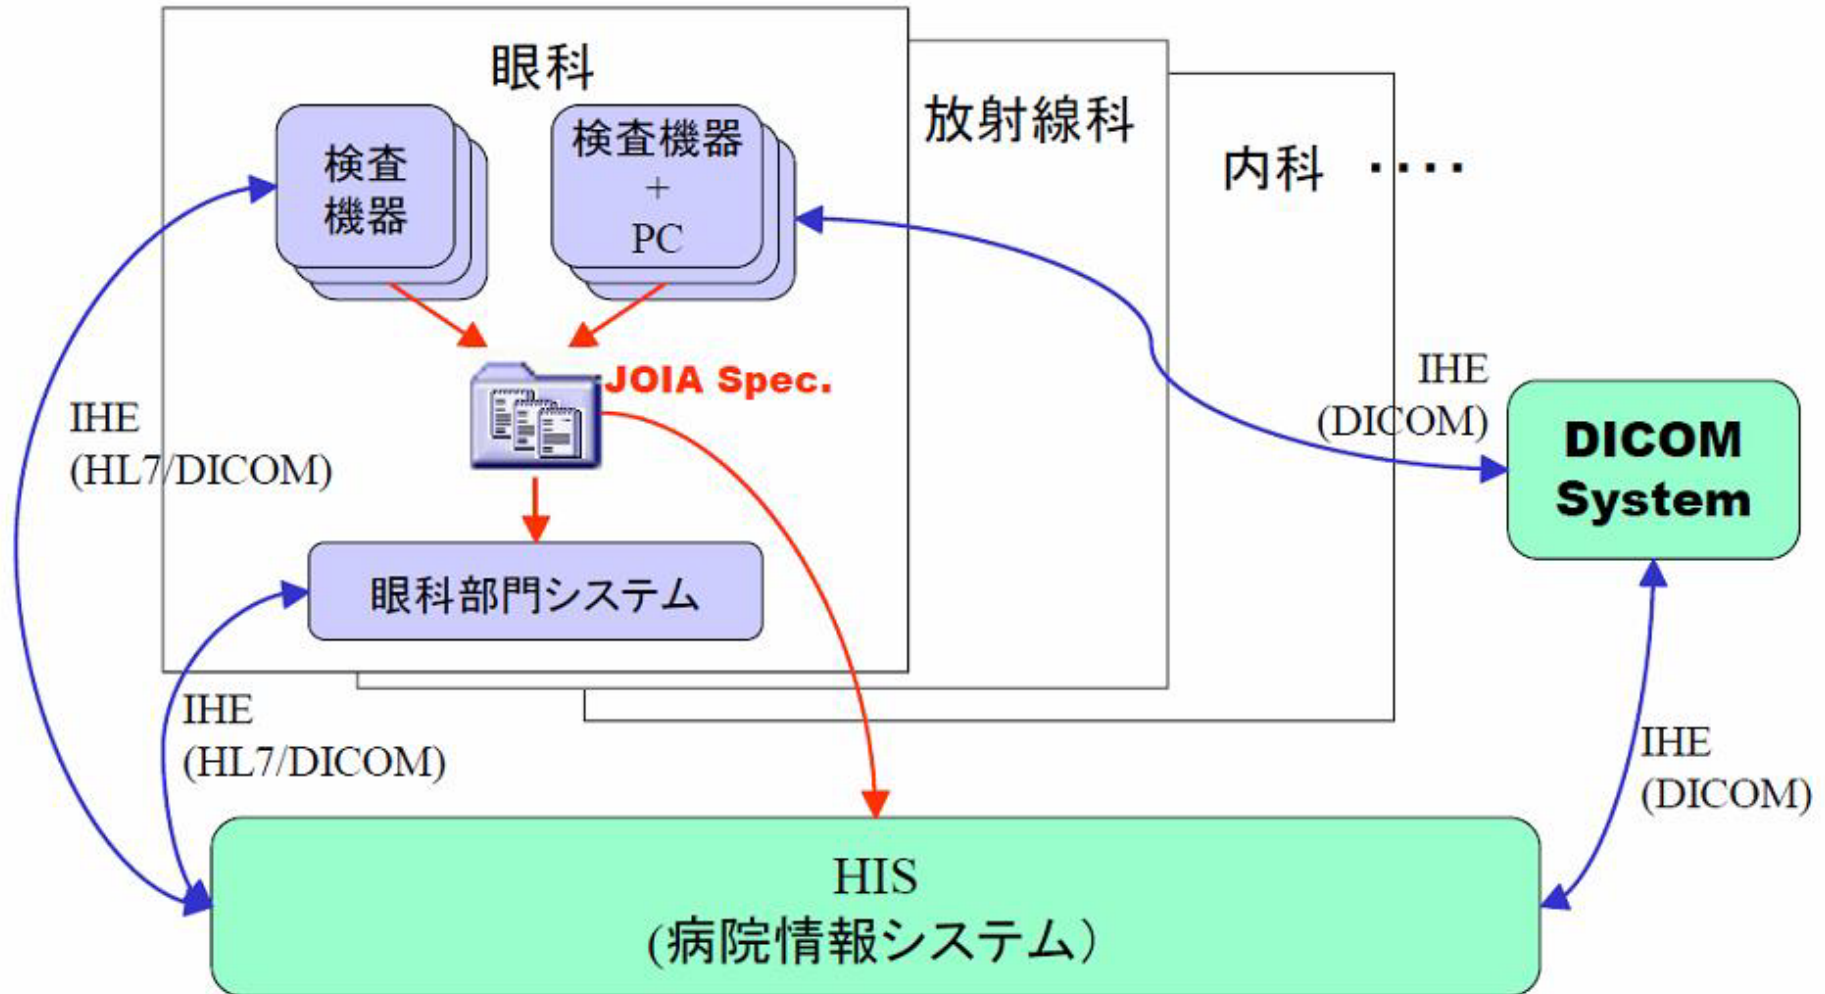 眼科
検査
機器
検査機器
+
PC
放射線科
内科 ････
JOIA Spec.
IHE
(HL7/DICOM)
IHE
(DICOM)
DICOM
System
眼科部門システム
IHE
(HL7/DICOM)
IHE
(DICOM)
HIS
(病院情報システム）